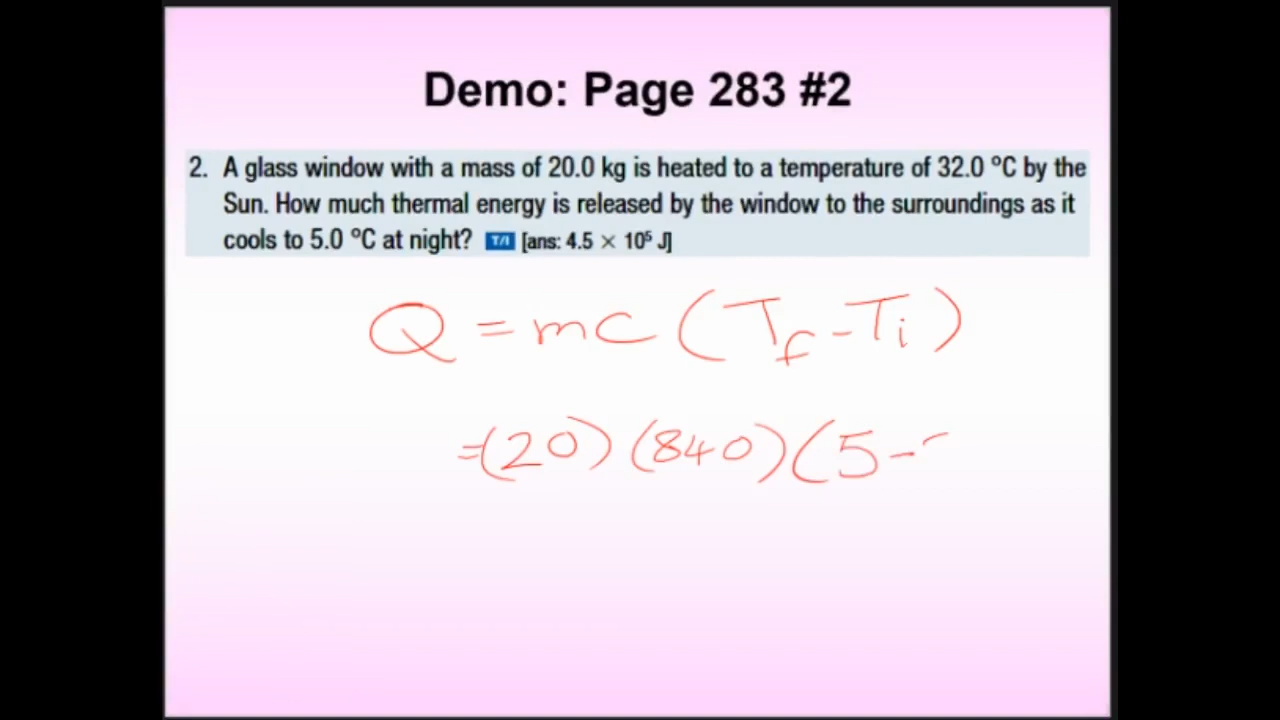 Demo: Page 283 #2
2. A glass window with a mass of 20.0 kg is heated to a temperature of 32.0 °C by the
Sun. How much thermal energy is released by the window to the surroundings as it
cools to 5.0 °C at night? T/I [ans: 4.5 × 10⁵ J]
Q = mc (T_f - T_i)
= (20) (840) (5 -